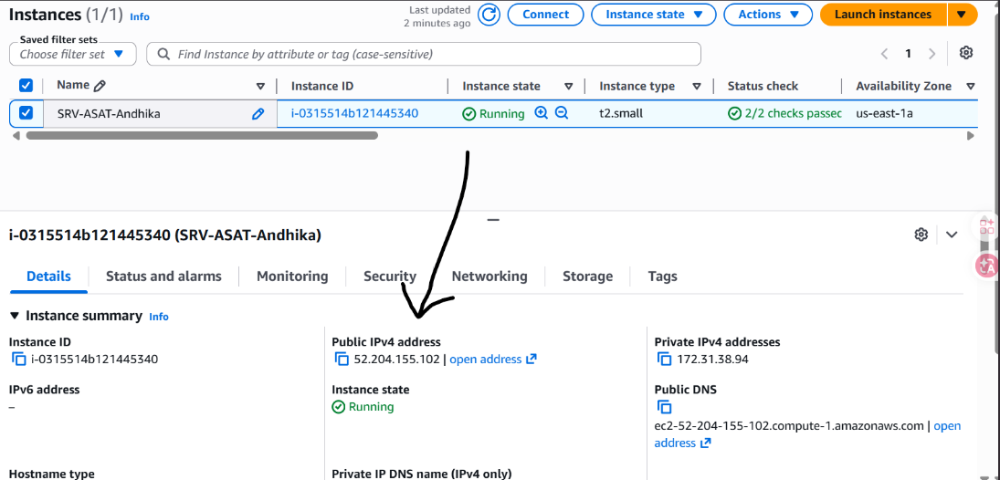 Instances (1/1) Info
Last updated
2 minutes ago
Connect
Instance state
Actions
Launch instances
Saved filter sets
Choose filter set
Find Instance by attribute or tag (case-sensitive)
1
Name
Instance ID
Instance state
Instance type
Status check
Availability Zone
SRV-ASAT-Andhika
i-0315514b121445340
Running
t2.small
2/2 checks passec
us-east-1a
i-0315514b121445340 (SRV-ASAT-Andhika)
Details
Status and alarms
Monitoring
Security
Networking
Storage
Tags
Instance summary Info
Instance ID
i-0315514b121445340
Public IPv4 address
52.204.155.102 | open address
Private IPv4 addresses
172.31.38.94
IPv6 address
–
Instance state
Running
Public DNS
ec2-52-204-155-102.compute-1.amazonaws.com | open
address
Hostname type
Private IP DNS name (IPv4 only)